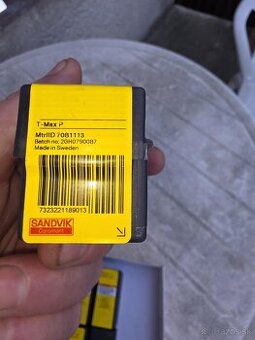 T-Max P
MtrlID 7081113
Batch no: 20H0790087
Made in Sweden
7323221189013
SANDVIK
Coromant